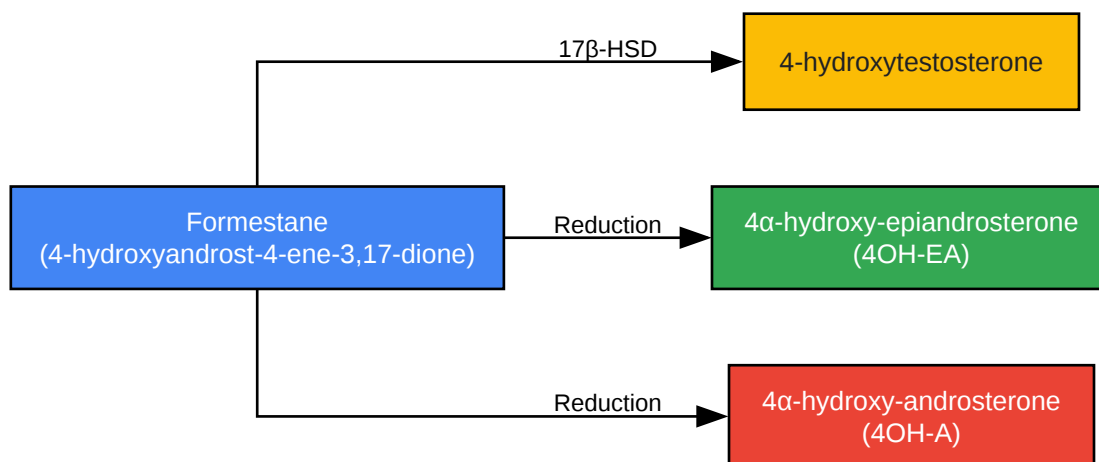 17β-HSD
4-hydroxytestosterone
Formestane
(4-hydroxyandrost-4-ene-3,17-dione)
Reduction
4α-hydroxy-epiandrosterone
(4OH-EA)
Reduction
4α-hydroxy-androsterone
(4OH-A)